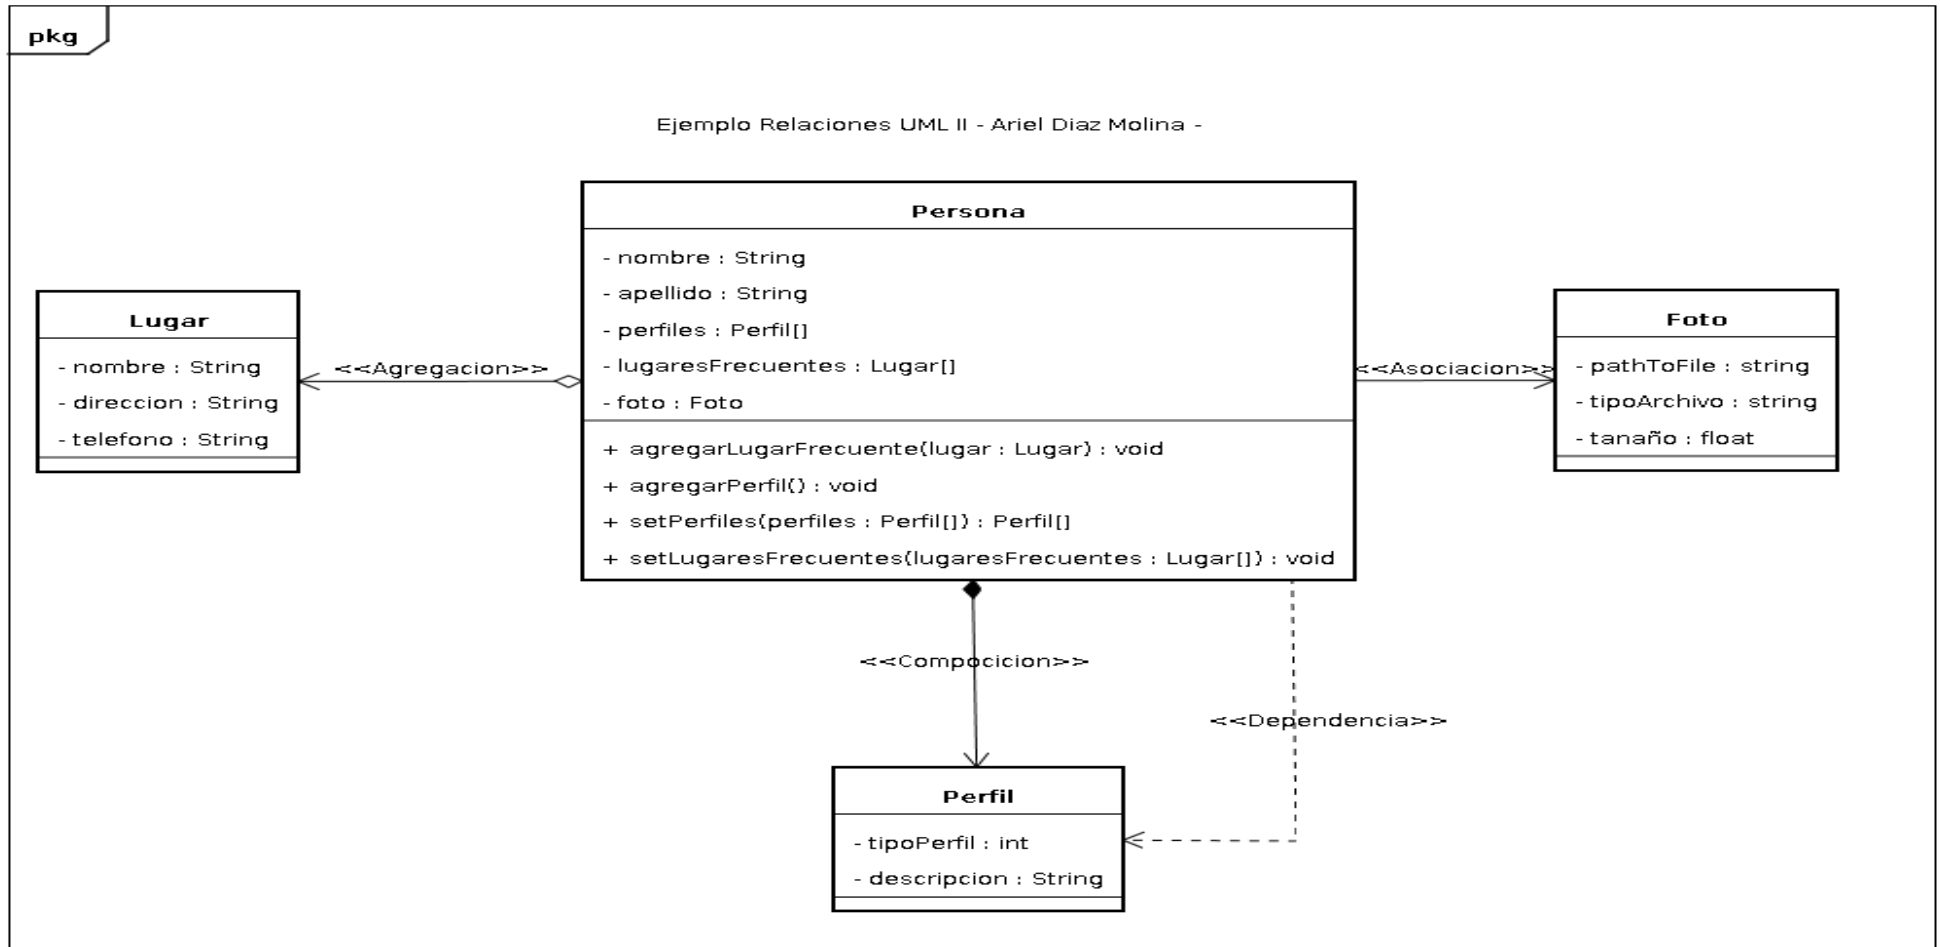 pkg
Ejemplo Relaciones UML II - Ariel Diaz Molina -
Persona
- nombre : String
- apellido : String
- perfiles : Perfil[]
- lugaresFrecuentes : Lugar[]
- foto : Foto
+ agregarLugarFrecuente(lugar : Lugar) : void
+ agregarPerfil() : void
+ setPerfiles(perfiles : Perfil[]) : Perfil[]
+ setLugaresFrecuentes(lugaresFrecuentes : Lugar[]) : void
Lugar
- nombre : String
- direccion : String
- telefono : String
<<Agregacion>>
<<Asociacion>>
Foto
- pathToFile : string
- tipoArchivo : string
- tanaño : float
<<Compocicion>>
<<Dependencia>>
Perfil
- tipoPerfil : int
- descripcion : String